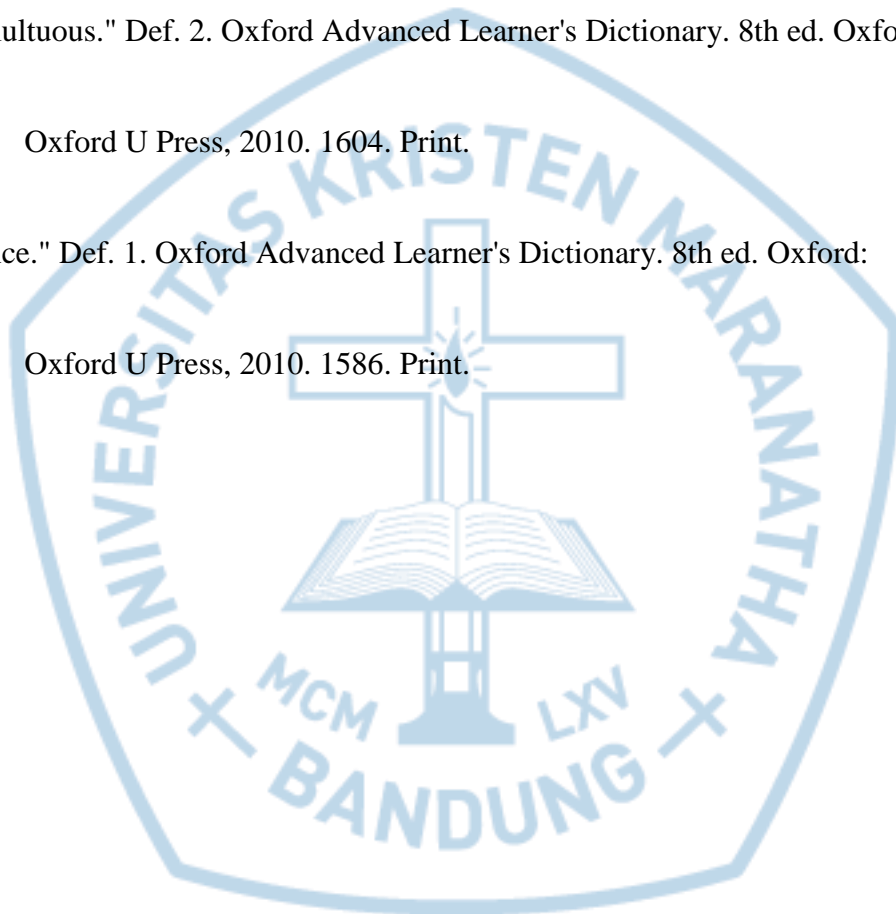 ultuous." Def. 2. Oxford Advanced Learner's Dictionary. 8th ed. Oxfo
Oxford U Press, 2010. 1604. Print.
ce." Def. 1. Oxford Advanced Learner's Dictionary. 8th ed. Oxford:
Oxford U Press, 2010. 1586. Print.
UNIVERSITAS KRISTEN MARANATHA
MCM LXV
BANDUNG